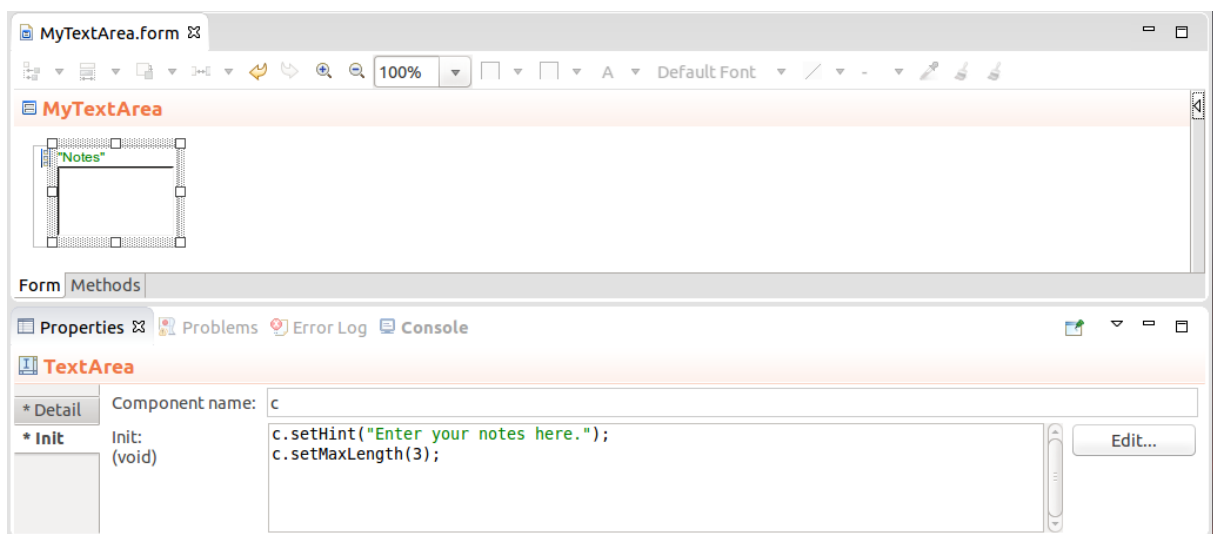 MyTextArea.form
100%
A
Default Font
-
MyTextArea
"Notes"
Form Methods
Properties Problems Error Log Console
TextArea
* Detail
Component name: c
* Init
Init:
(void)
c.setHint("Enter your notes here.");
c.setMaxLength(3);
Edit...